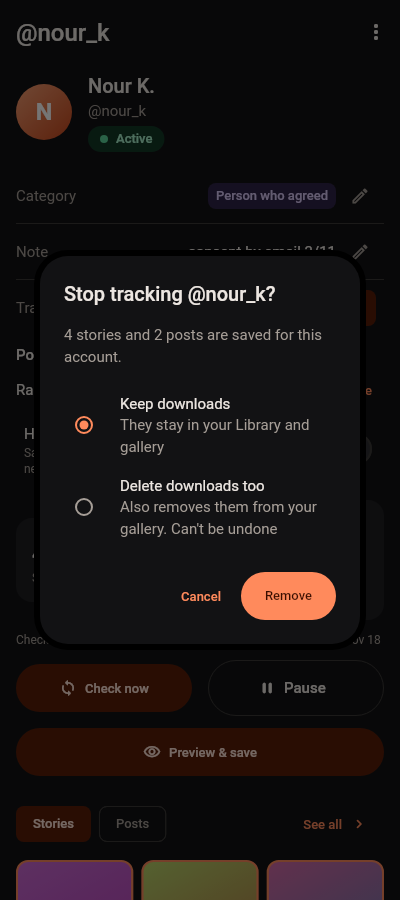 @nour_k
N
Nour K.
@nour_k
Active
Category
Person who agreed
Note
Stop tracking @nour_k?
4 stories and 2 posts are saved for this
account.
Keep downloads
They stay in your Library and
gallery
Delete downloads too
Also removes them from your
gallery. Can't be undone
Cancel
Remove
Check now
Pause
Preview & save
Stories
Posts
See all